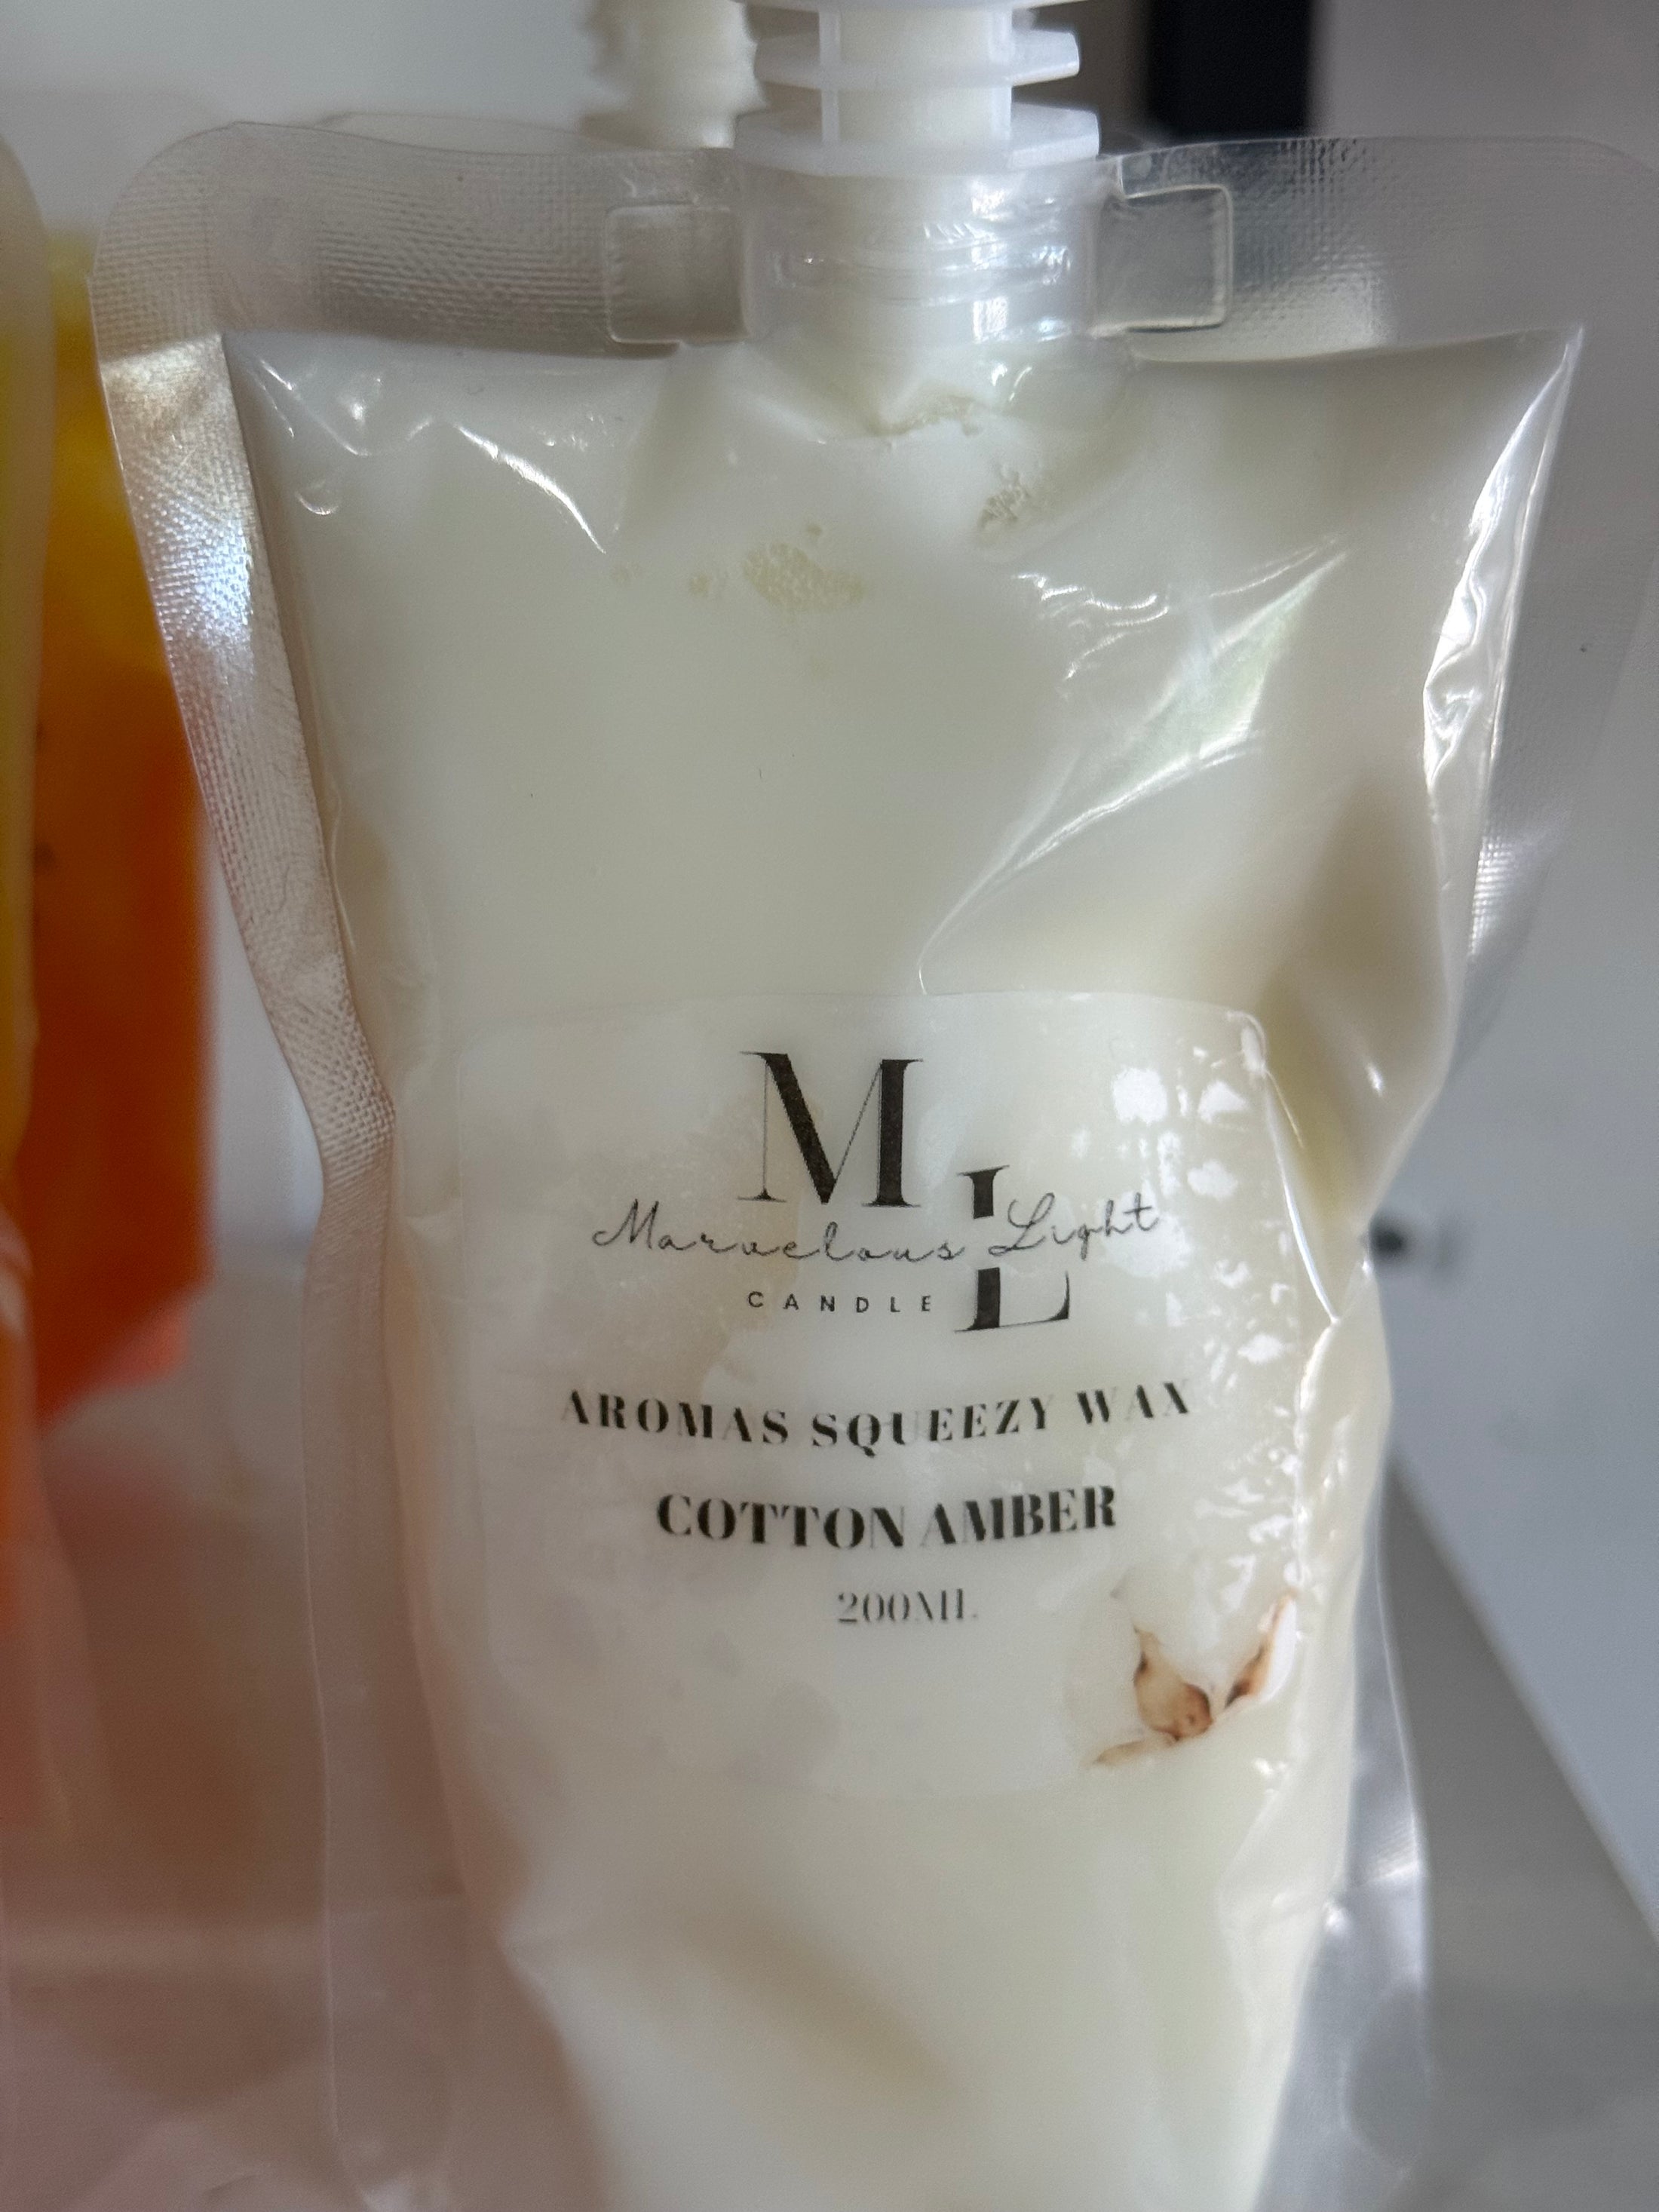 ML
Marvelous Light
CANDLE
AROMAS SQUEEZY WAX
COTTON AMBER
200ML